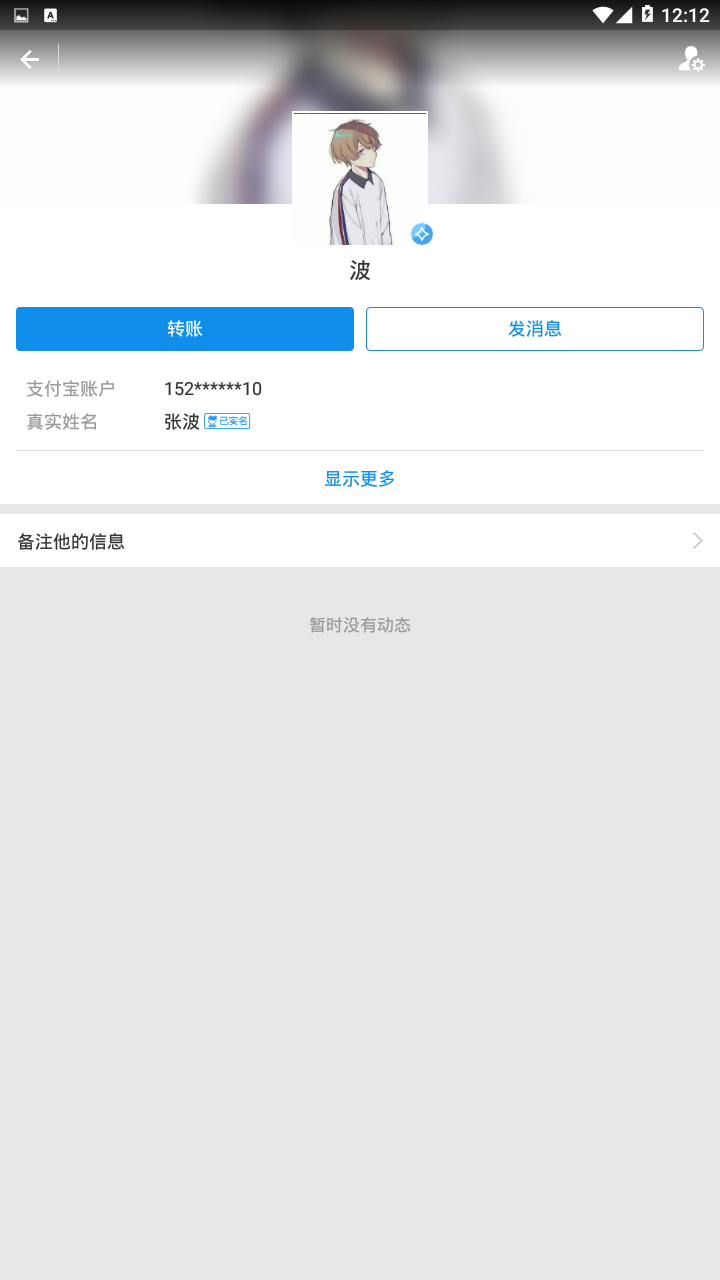 12:12
波
转账 发消息
支付宝账户 152******10
真实姓名 张波 已实名
显示更多
备注他的信息
暂时没有动态